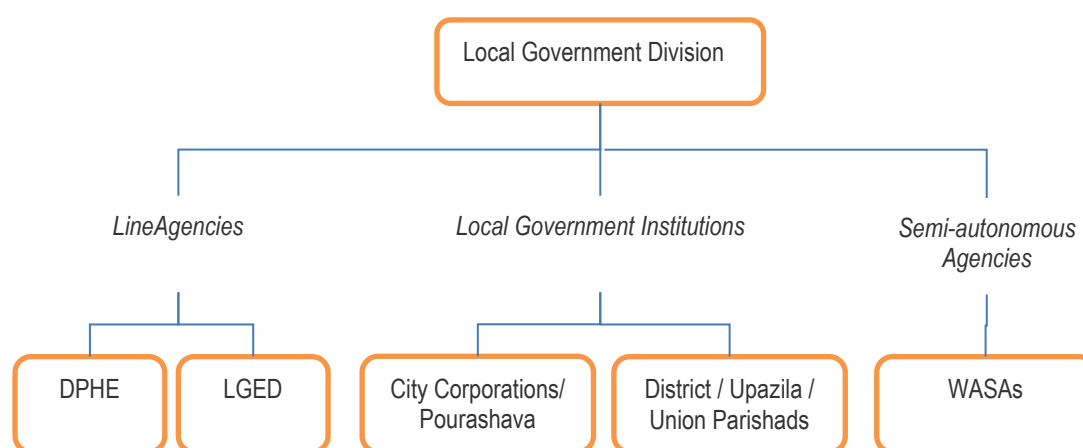 Local Government Division
LineAgencies
Local Government Institutions
Semi-autonomous
Agencies
DPHE
LGED
City Corporations/
Pourashava
District / Upazila /
Union Parishads
WASAs